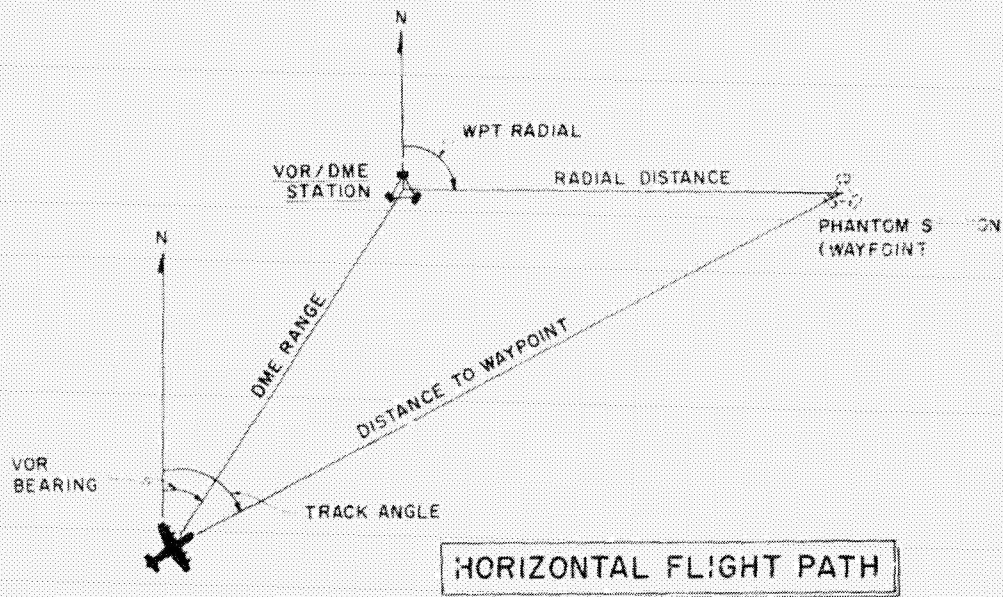 N
WPT RADIAL
VOR/DME
STATION
RADIAL DISTANCE
PHANTOM S
(WAYPOINT
N
DME RANGE
DISTANCE TO WAYPOINT
VOR
BEARING
TRACK ANGLE
HORIZONTAL FLIGHT PATH